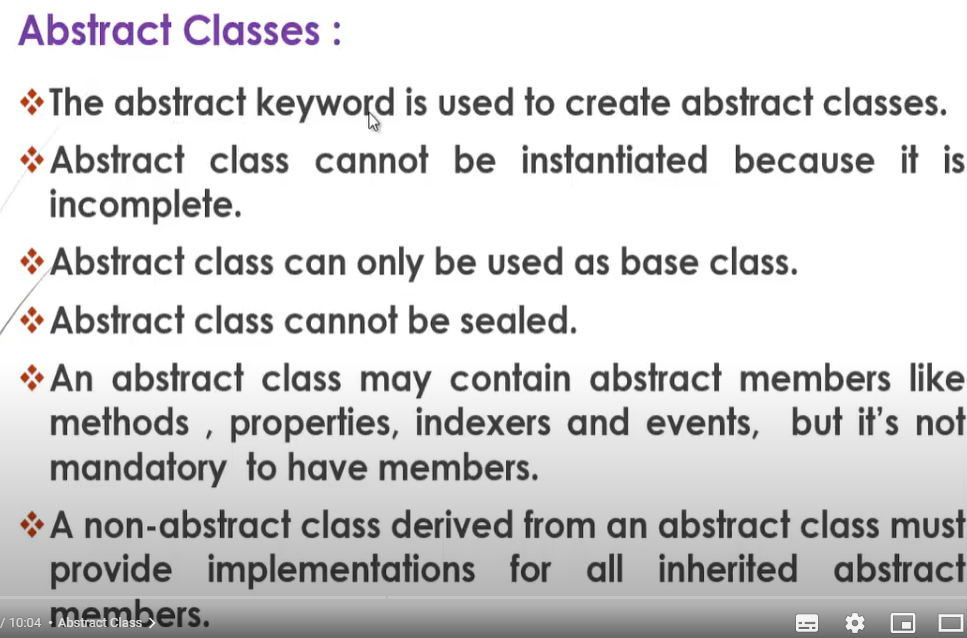 Abstract Classes :
❖The abstract keyword is used to create abstract classes.
❖Abstract class cannot be instantiated because it is
incomplete.
❖Abstract class can only be used as base class.
❖Abstract class cannot be sealed.
❖An abstract class may contain abstract members like
methods , properties, indexers and events, but it’s not
mandatory to have members.
❖A non-abstract class derived from an abstract class must
provide implementations for all inherited abstract
members.
/ 10:04 • Abstract Class >